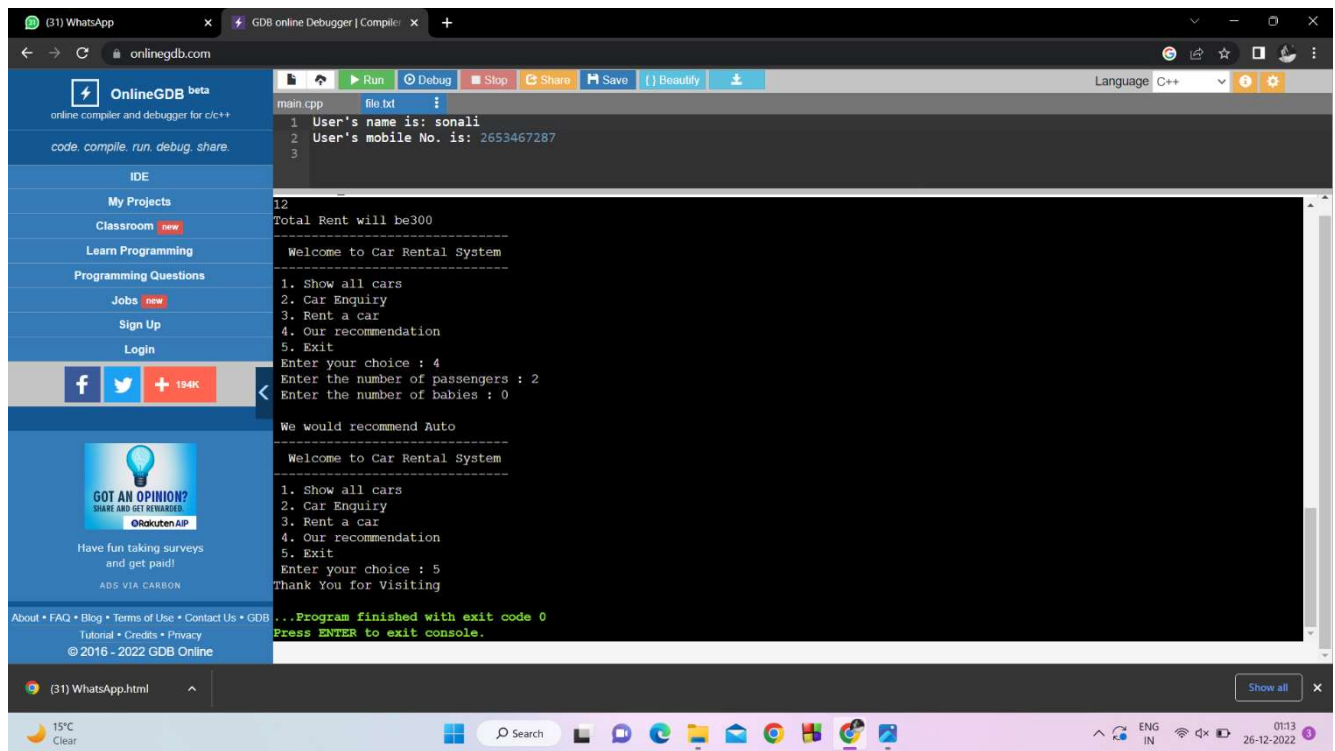 (31) WhatsApp
GDB online Debugger | Compiler
onlinegdb.com
OnlineGDB beta
online compiler and debugger for c/c++
code. compile. run. debug. share.
IDE
My Projects
Classroom new
Learn Programming
Programming Questions
Jobs new
Sign Up
Login
194K
GOT AN OPINION?
SHARE AND GET REWARDED.
Rakuten AIP
Have fun taking surveys
and get paid!
ADS VIA CARBON
About • FAQ • Blog • Terms of Use • Contact Us • GDB
Tutorial • Credits • Privacy
© 2016 - 2022 GDB Online
Run Debug Stop Share Save {} Beautify
Language C++
main.cpp file.txt
1 User's name is: sonali
2 User's mobile No. is: 2653467287
3
12
Total Rent will be300
--------------------------------
Welcome to Car Rental System
--------------------------------
1. Show all cars
2. Car Enquiry
3. Rent a car
4. Our recommendation
5. Exit
Enter your choice : 4
Enter the number of passengers : 2
Enter the number of babies : 0
We would recommend Auto
--------------------------------
Welcome to Car Rental System
--------------------------------
1. Show all cars
2. Car Enquiry
3. Rent a car
4. Our recommendation
5. Exit
Enter your choice : 5
Thank You for Visiting
...Program finished with exit code 0
Press ENTER to exit console.
(31) WhatsApp.html
Show all
15°C
Clear
Search
ENG
IN
01:13
26-12-2022
3